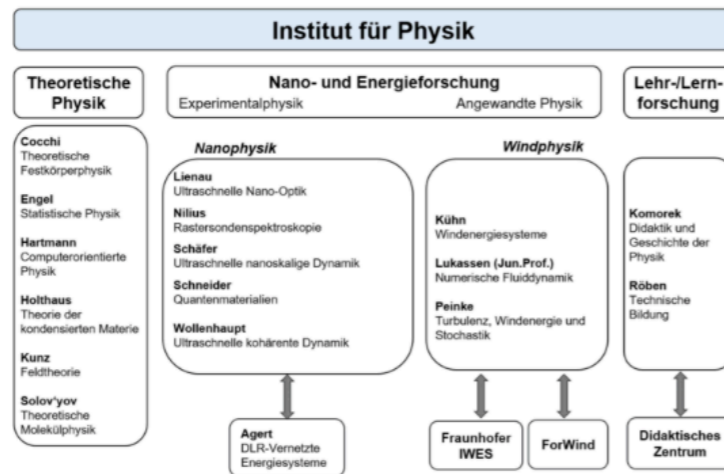 Institut für Physik
Theoretische
Physik
Cocchi
Theoretische
Festkörperphysik
Engel
Statistische Physik
Hartmann
Computerorientierte
Physik
Holthaus
Theorie der
kondensierten Materie
Kunz
Feldtheorie
Solov'yov
Theoretische
Molekülphysik
Nano- und Energieforschung
Experimentalphysik
Angewandte Physik
Nanophysik
Lienau
Ultraschnelle Nano-Optik
Nilius
Rastersondenspektroskopie
Schäfer
Ultraschnelle nanoskalige Dynamik
Schneider
Quantenmaterialien
Wollenhaupt
Ultraschnelle kohärente Dynamik
Agert
DLR-Vernetzte
Energiesysteme
Windphysik
Kühn
Windenergiesysteme
Lukassen (Jun.Prof.)
Numerische Fluiddynamik
Peinke
Turbulenz, Windenergie und
Stochastik
Fraunhofer
IWES
ForWind
Lehr-/Lern-
forschung
Komorek
Didaktik und
Geschichte der
Physik
Röben
Technische
Bildung
Didaktisches
Zentrum